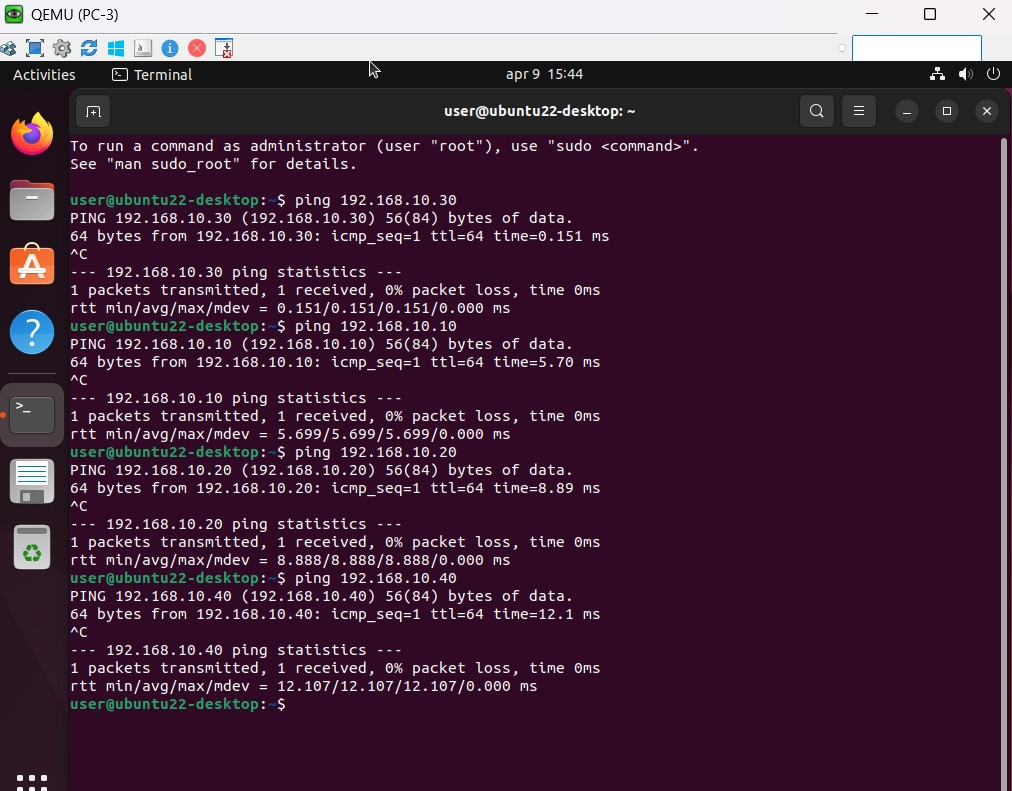 QEMU (PC-3)
Activities
Terminal
apr 9 15:44
user@ubuntu22-desktop: ~
To run a command as administrator (user "root"), use "sudo <command>".
See "man sudo_root" for details.
user@ubuntu22-desktop:~$ ping 192.168.10.30
PING 192.168.10.30 (192.168.10.30) 56(84) bytes of data.
64 bytes from 192.168.10.30: icmp_seq=1 ttl=64 time=0.151 ms
^C
--- 192.168.10.30 ping statistics ---
1 packets transmitted, 1 received, 0% packet loss, time 0ms
rtt min/avg/max/mdev = 0.151/0.151/0.151/0.000 ms
user@ubuntu22-desktop:~$ ping 192.168.10.10
PING 192.168.10.10 (192.168.10.10) 56(84) bytes of data.
64 bytes from 192.168.10.10: icmp_seq=1 ttl=64 time=5.70 ms
^C
--- 192.168.10.10 ping statistics ---
1 packets transmitted, 1 received, 0% packet loss, time 0ms
rtt min/avg/max/mdev = 5.699/5.699/5.699/0.000 ms
user@ubuntu22-desktop:~$ ping 192.168.10.20
PING 192.168.10.20 (192.168.10.20) 56(84) bytes of data.
64 bytes from 192.168.10.20: icmp_seq=1 ttl=64 time=8.89 ms
^C
--- 192.168.10.20 ping statistics ---
1 packets transmitted, 1 received, 0% packet loss, time 0ms
rtt min/avg/max/mdev = 8.888/8.888/8.888/0.000 ms
user@ubuntu22-desktop:~$ ping 192.168.10.40
PING 192.168.10.40 (192.168.10.40) 56(84) bytes of data.
64 bytes from 192.168.10.40: icmp_seq=1 ttl=64 time=12.1 ms
^C
--- 192.168.10.40 ping statistics ---
1 packets transmitted, 1 received, 0% packet loss, time 0ms
rtt min/avg/max/mdev = 12.107/12.107/12.107/0.000 ms
user@ubuntu22-desktop:~$